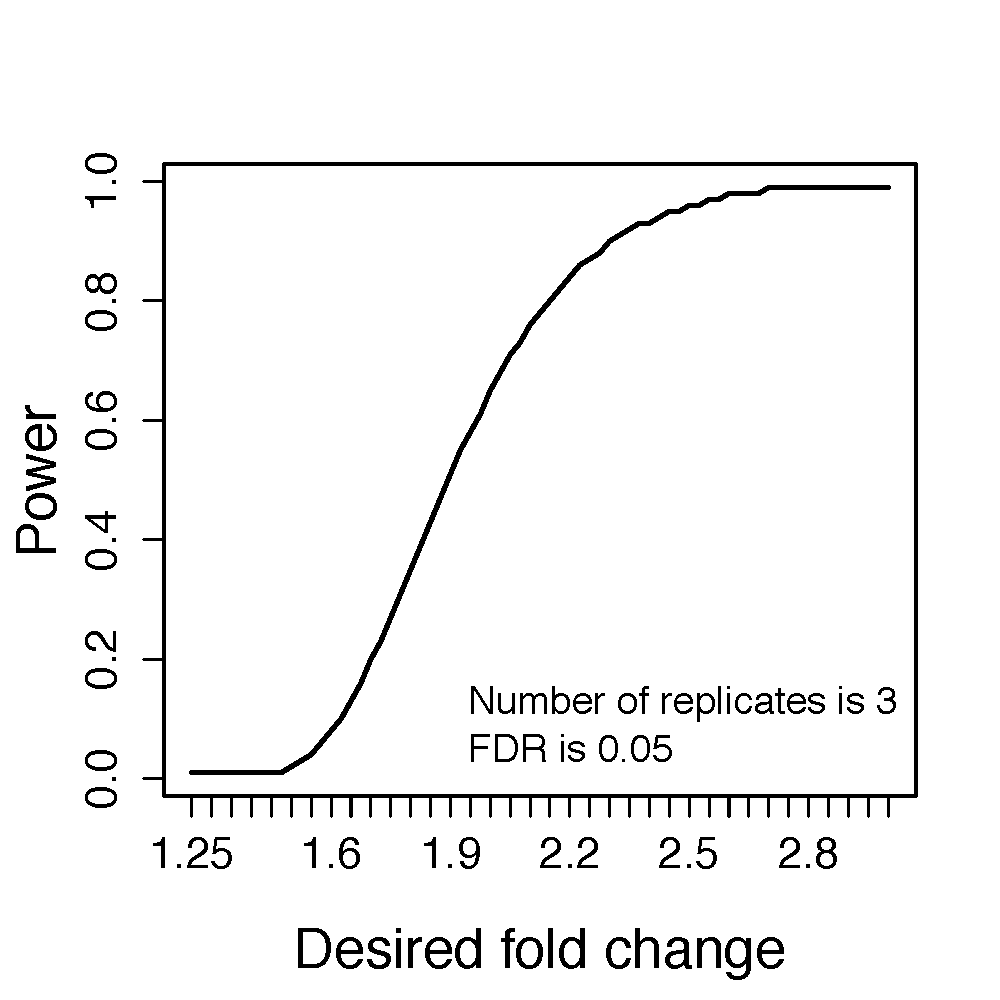 1.0
0.8
0.6
0.4
0.2
0.0
Power
Number of replicates is 3
FDR is 0.05
1.25 1.6 1.9 2.2 2.5 2.8
Desired fold change